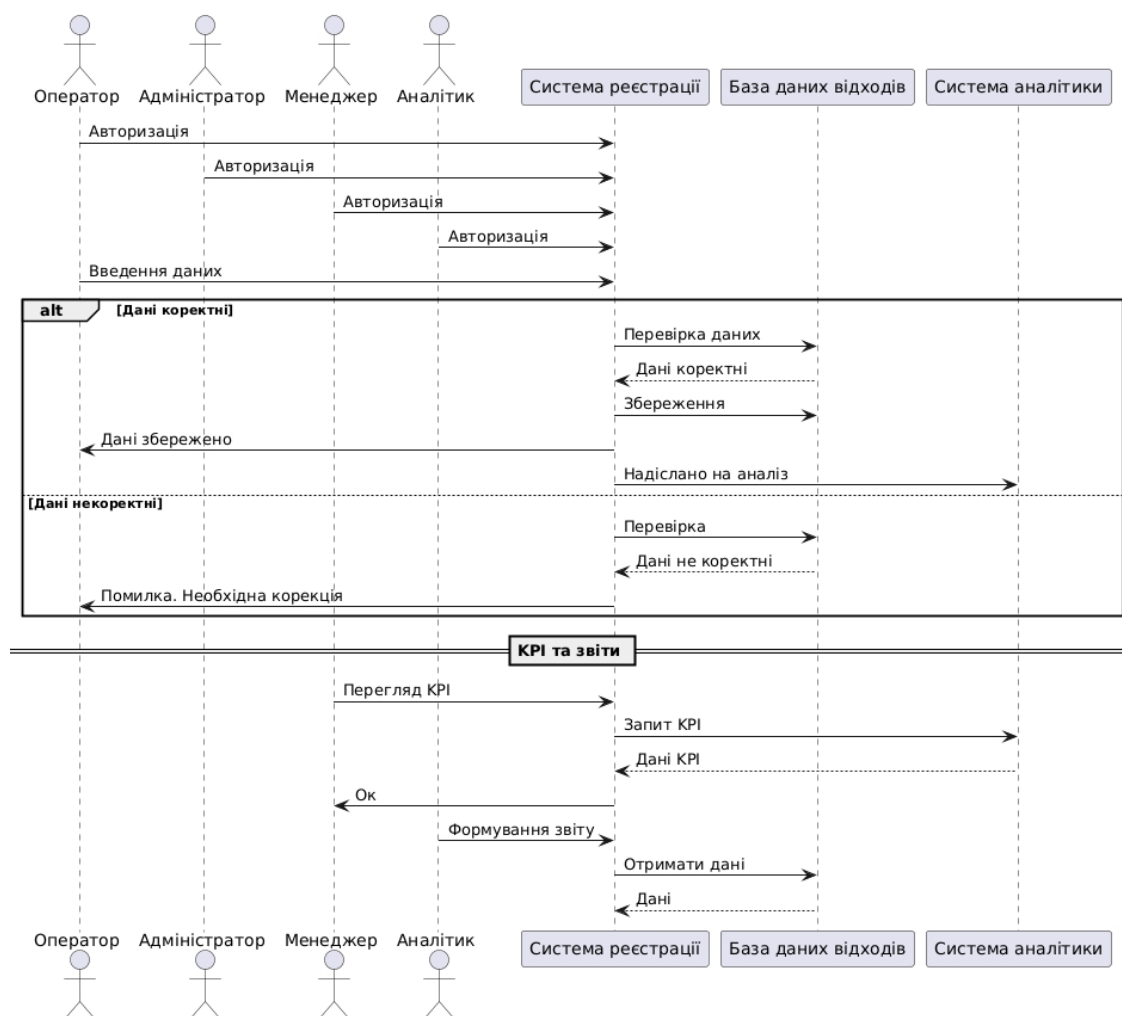 Оператор Адміністратор Менеджер Аналітик Система реєстрації База даних відходів Система аналітики
Авторизація
Авторизація
Авторизація
Авторизація
Введення даних
alt [Дані коректні]
Перевірка даних
Дані коректні
Збереження
Дані збережено
Надіслано на аналіз
[Дані некоректні]
Перевірка
Дані не коректні
Помилка. Необхідна корекція
KPI та звіти
Перегляд KPI
Запит KPI
Дані KPI
Ок
Формування звіту
Отримати дані
Дані
Оператор Адміністратор Менеджер Аналітик Система реєстрації База даних відходів Система аналітики